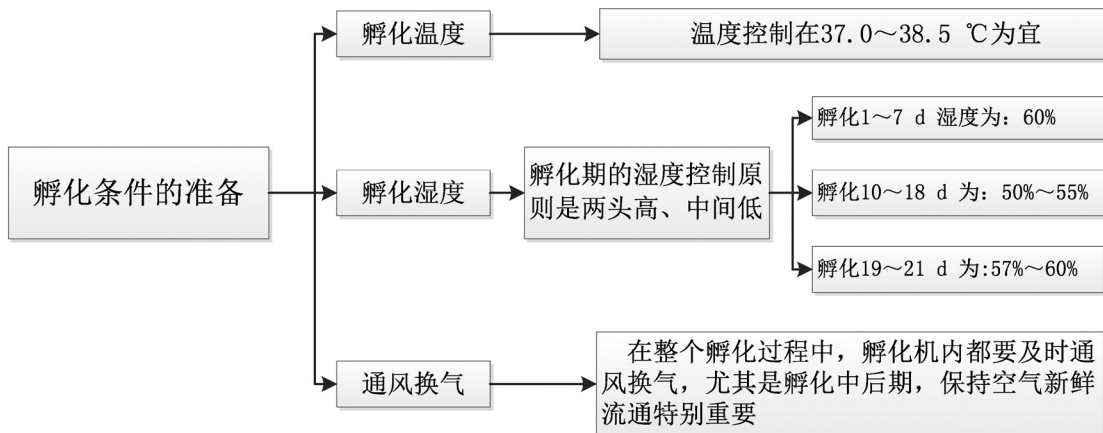 孵化条件的准备
孵化温度
温度控制在37.0～38.5 ℃为宜
孵化湿度
孵化期的湿度控制原
则是两头高、中间低
孵化1～7 d 湿度为：60%
孵化10～18 d 为：50%～55%
孵化19～21 d 为:57%～60%
通风换气
在整个孵化过程中，孵化机内都要及时通
风换气，尤其是孵化中后期，保持空气新鲜
流通特别重要